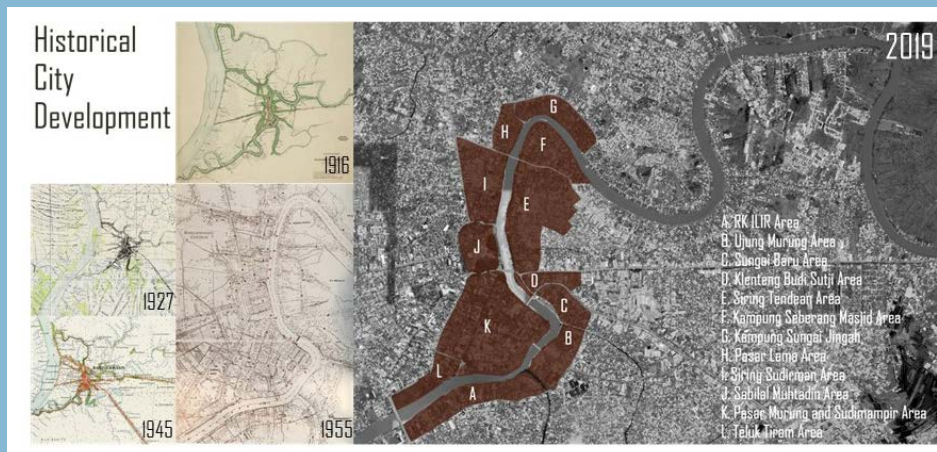 Historical
City
Development
1916
1927
1945
1955
2019
G
H
F
I
E
J
D
C
K
B
L
A
A. RK ILIR Area
B. Ujung Murung Area
C. Sungai Baru Area
D. Klenteng Budi Sutji Area
E. Siring Tendean Area
F. Kampung Seberang Masjid Area
G. Kampung Sungai Jingah
H. Pasar Lama Area
I. Siring Sudirman Area
J. Sabilal Muhtadin Area
K. Pasar Murung and Sudimampir Area
L. Teluk Tiram Area